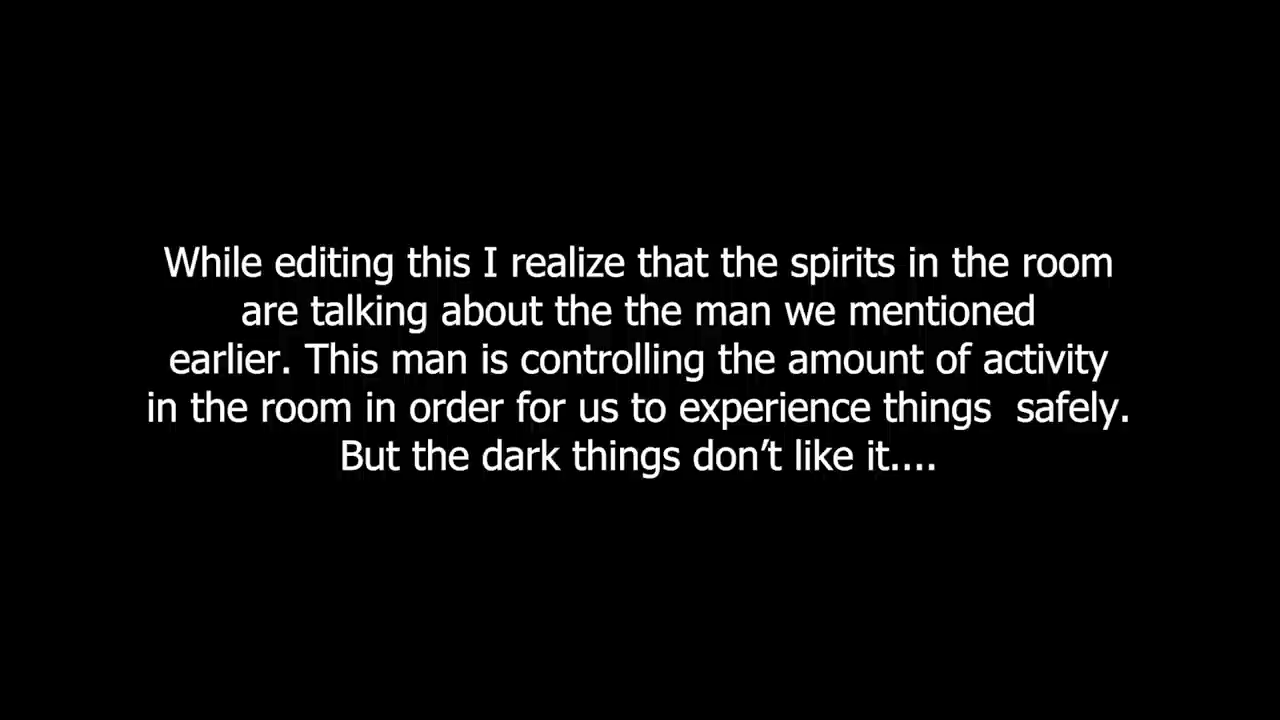 While editing this I realize that the spirits in the room
are talking about the the man we mentioned
earlier. This man is controlling the amount of activity
in the room in order for us to experience things  safely.
But the dark things don’t like it....